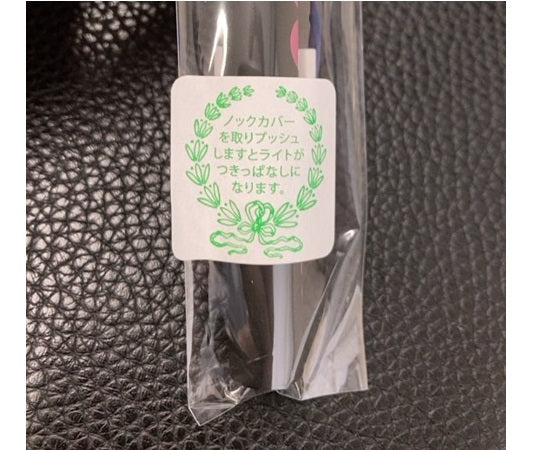 ノックカバー
を取りプッシュ
しますとライトが
つきっぱなしに
なります。